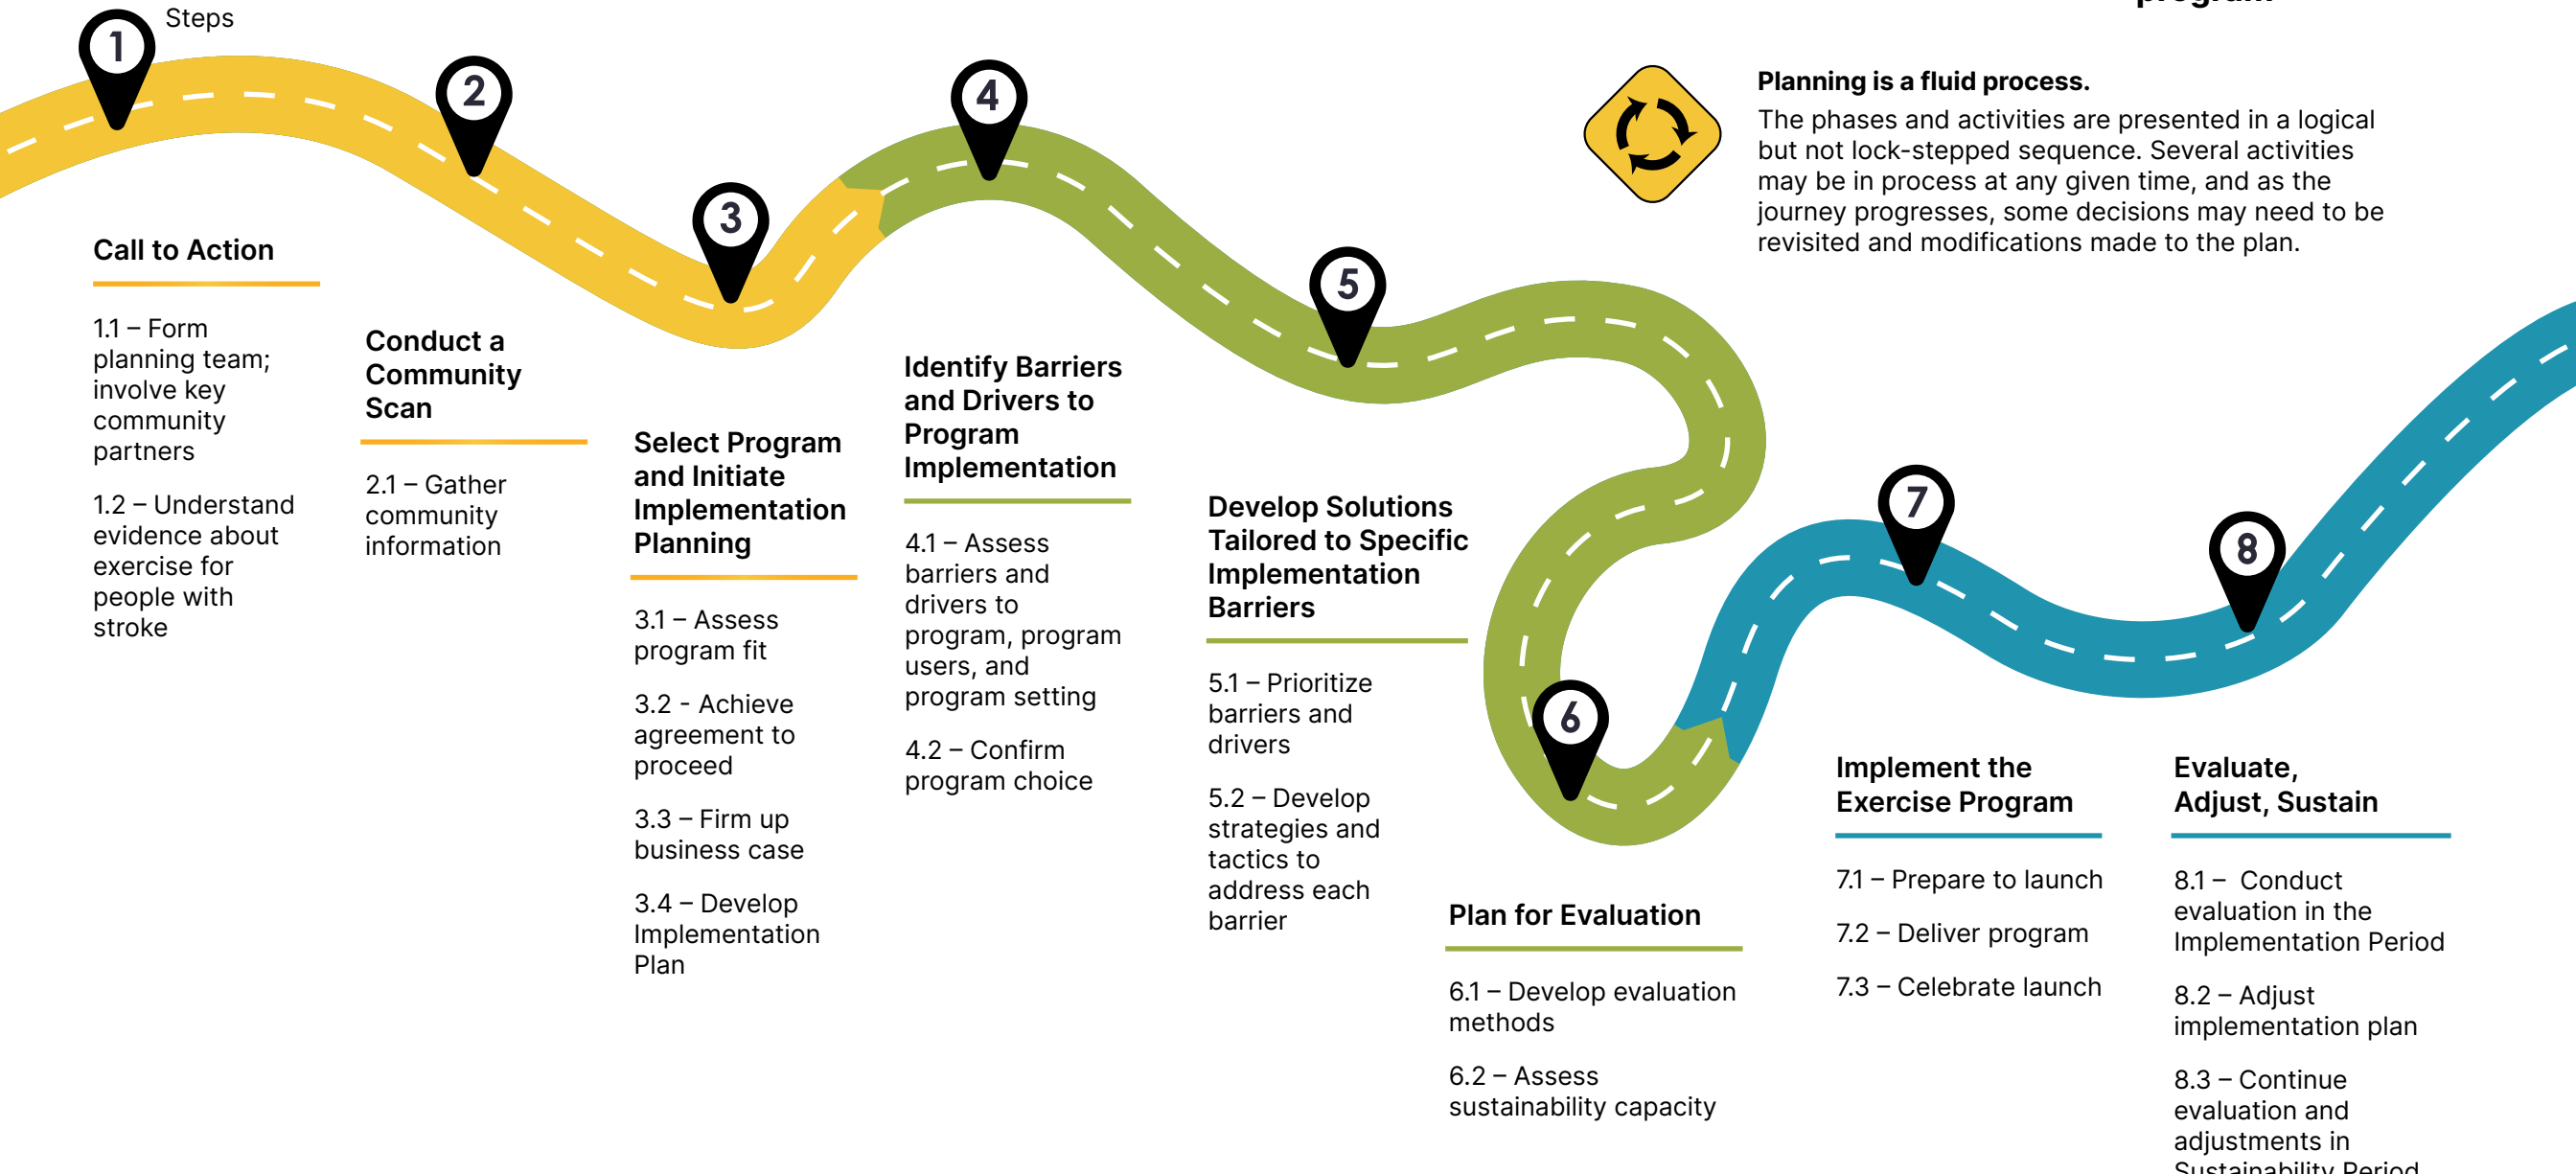 program
1
Steps
2
3
4
5
6
7
8
Planning is a fluid process.
The phases and activities are presented in a logical
but not lock-stepped sequence. Several activities
may be in process at any given time, and as the
journey progresses, some decisions may need to be
revisited and modifications made to the plan.
Call to Action
1.1 – Form
planning team;
involve key
community
partners
1.2 – Understand
evidence about
exercise for
people with
stroke
Conduct a
Community
Scan
2.1 – Gather
community
information
Select Program
and Initiate
Implementation
Planning
3.1 – Assess
program fit
3.2 - Achieve
agreement to
proceed
3.3 – Firm up
business case
3.4 – Develop
Implementation
Plan
Identify Barriers
and Drivers to
Program
Implementation
4.1 – Assess
barriers and
drivers to
program, program
users, and
program setting
4.2 – Confirm
program choice
Develop Solutions
Tailored to Specific
Implementation
Barriers
5.1 – Prioritize
barriers and
drivers
5.2 – Develop
strategies and
tactics to
address each
barrier
Plan for Evaluation
6.1 – Develop evaluation
methods
6.2 – Assess
sustainability capacity
Implement the
Exercise Program
7.1 – Prepare to launch
7.2 – Deliver program
7.3 – Celebrate launch
Evaluate,
Adjust, Sustain
8.1 –  Conduct
evaluation in the
Implementation Period
8.2 – Adjust
implementation plan
8.3 – Continue
evaluation and
adjustments in
Sustainability Period